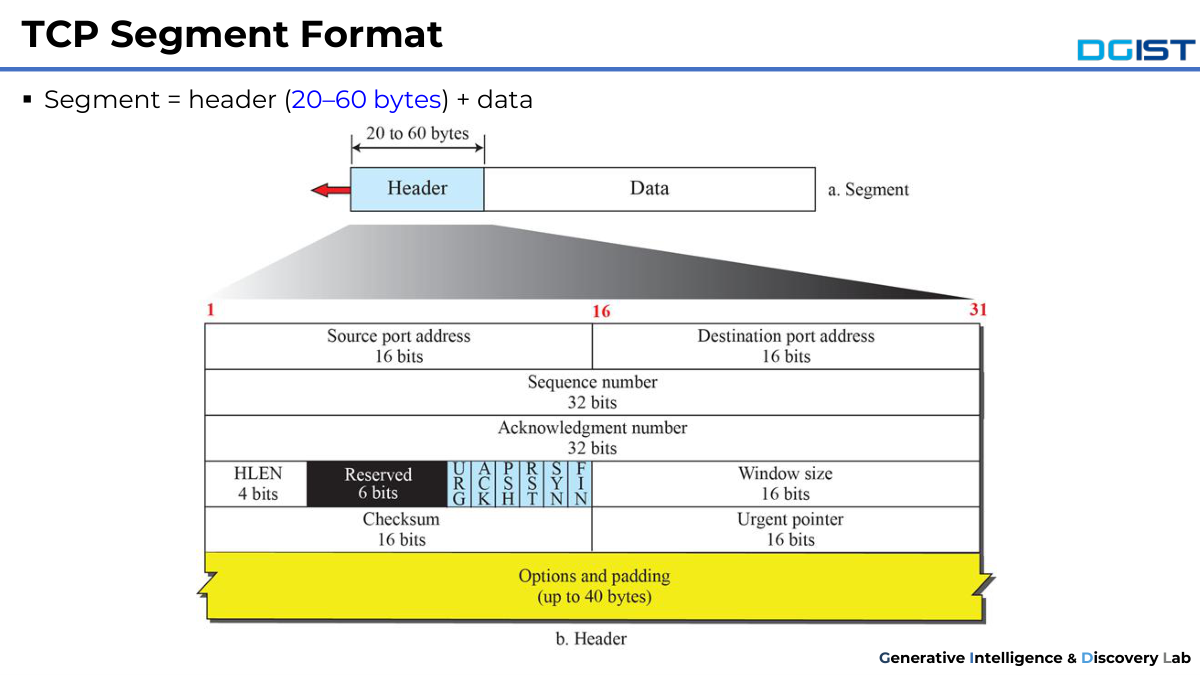 TCP Segment Format
DGIST
▪ Segment = header (20–60 bytes) + data
20 to 60 bytes
Header
Data
a. Segment
1
16
31
Source port address
16 bits
Destination port address
16 bits
Sequence number
32 bits
Acknowledgment number
32 bits
HLEN
4 bits
Reserved
6 bits
URG
ACK
PSH
RST
SYN
FIN
Window size
16 bits
Checksum
16 bits
Urgent pointer
16 bits
Options and padding
(up to 40 bytes)
b. Header
Generative Intelligence & Discovery Lab